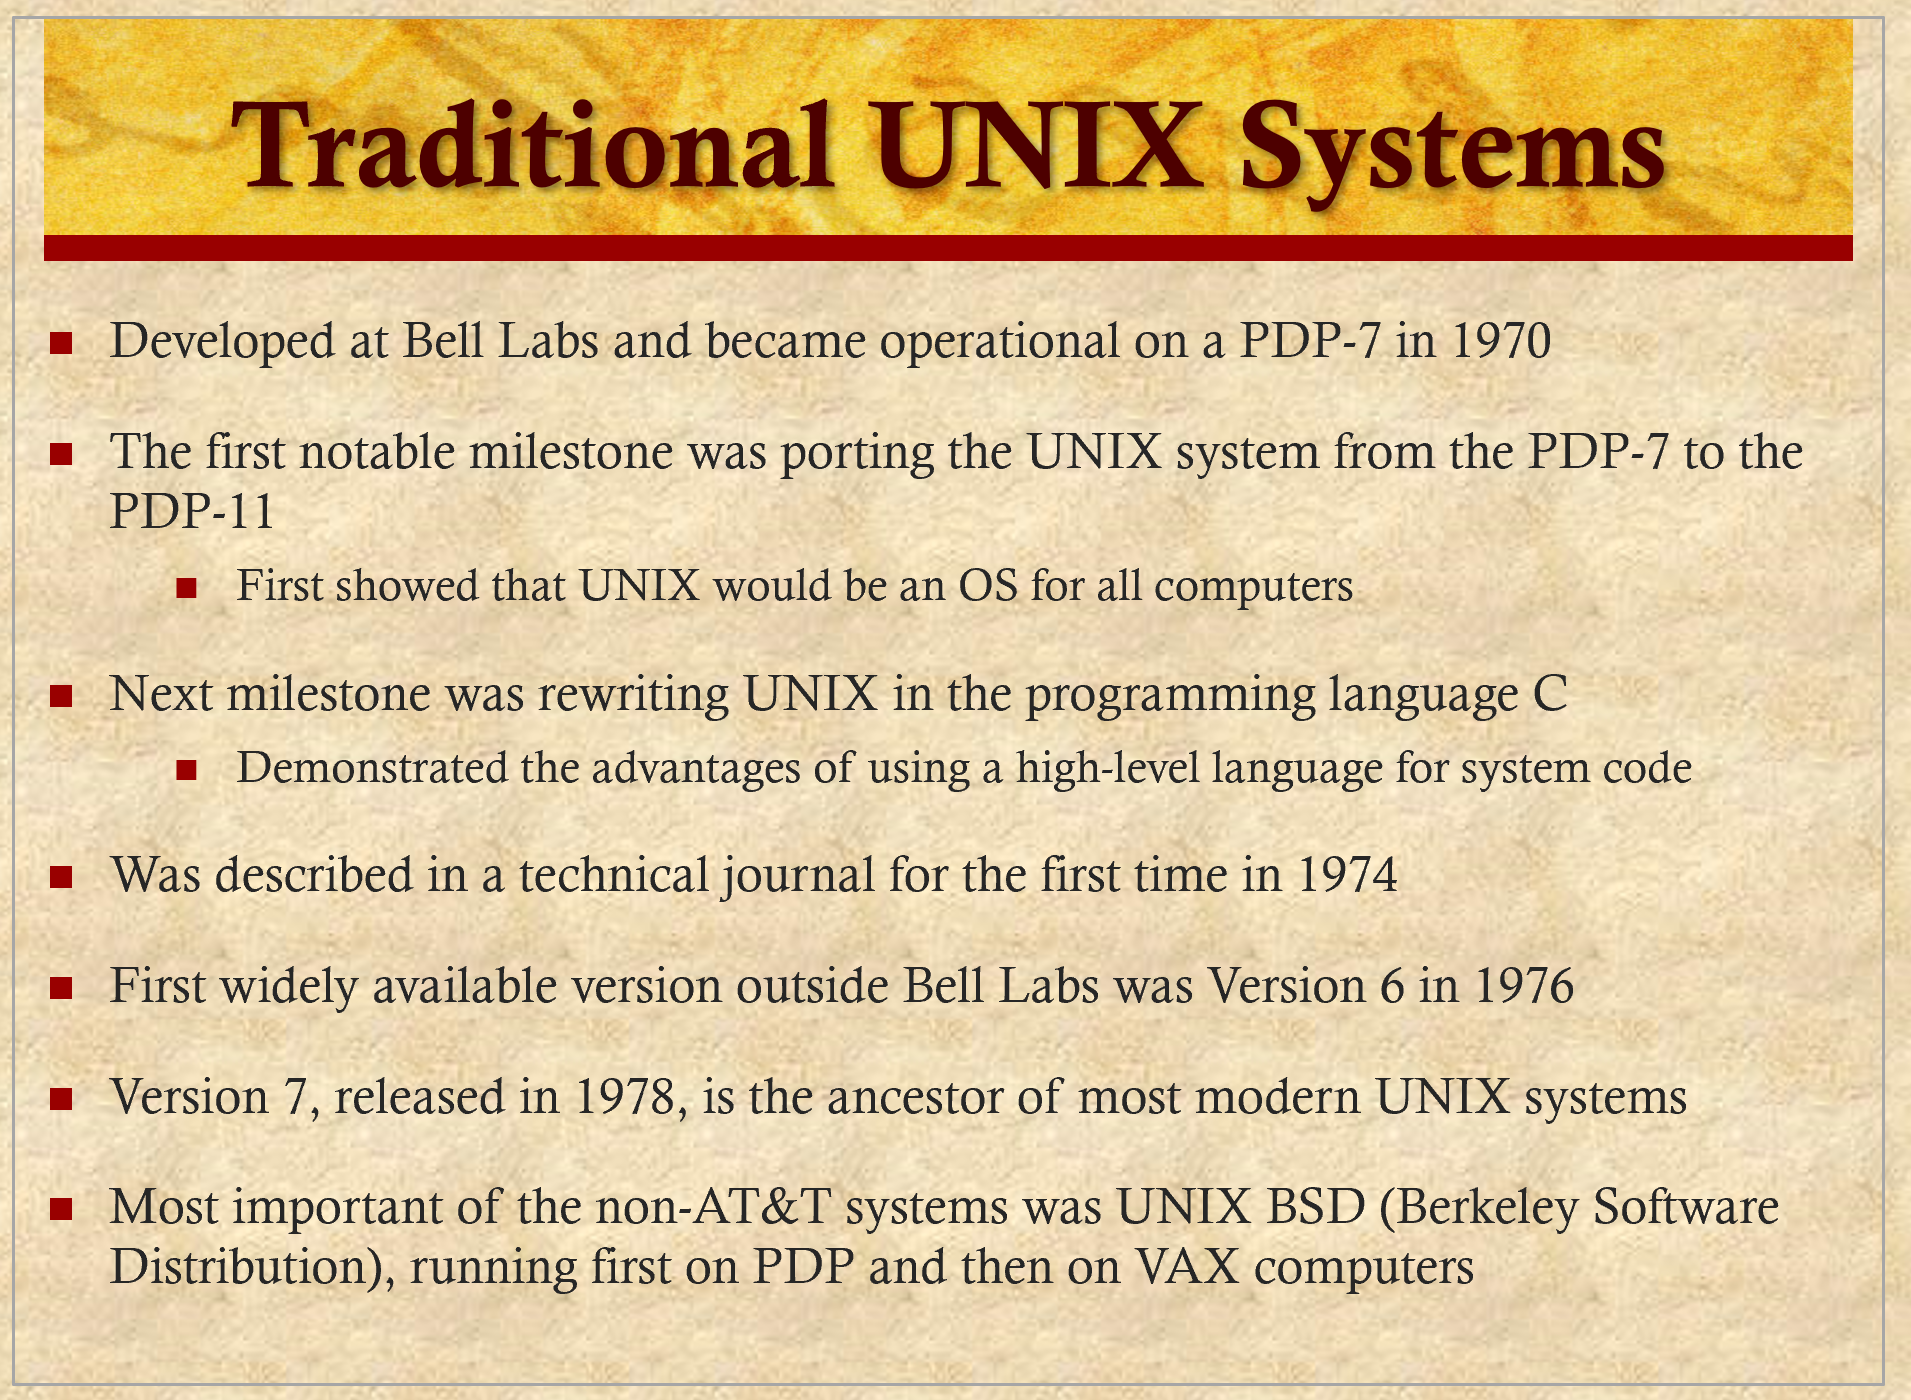 Traditional UNIX Systems
Developed at Bell Labs and became operational on a PDP-7 in 1970
The first notable milestone was porting the UNIX system from the PDP-7 to the
PDP-11
First showed that UNIX would be an OS for all computers
Next milestone was rewriting UNIX in the programming language C
Demonstrated the advantages of using a high-level language for system code
Was described in a technical journal for the first time in 1974
First widely available version outside Bell Labs was Version 6 in 1976
Version 7, released in 1978, is the ancestor of most modern UNIX systems
Most important of the non-AT&T systems was UNIX BSD (Berkeley Software
Distribution), running first on PDP and then on VAX computers